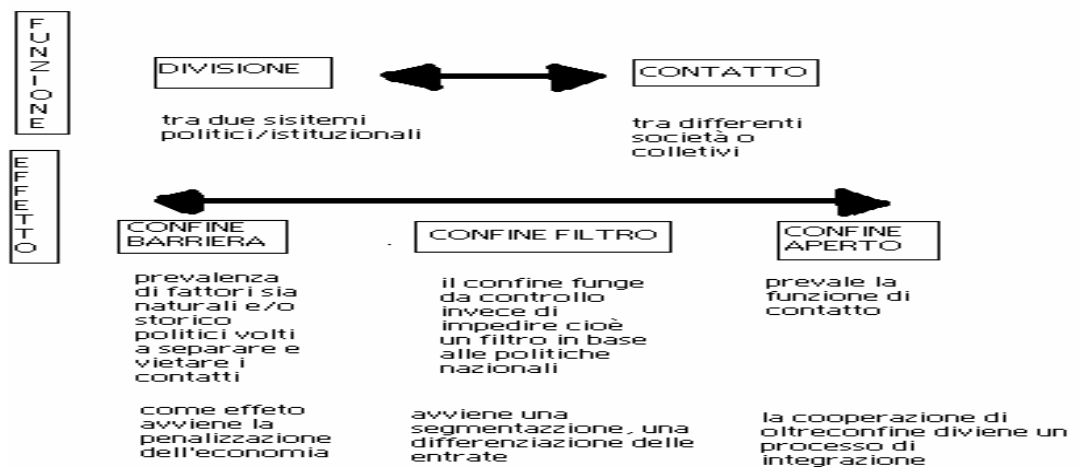 FUNZIONE
DIVISIONE
CONTATTO
tra due sisitemi
politici/istituzionali
tra differenti
società o
colletivi
EFFETTO
CONFINE
BARRIERA
CONFINE FILTRO
CONFINE
APERTO
prevalenza
di fattori sia
naturali e/o
storico
politici volti
a separare e
vietare i
contatti
il confine funge
da controllo
invece di
impedire cioè
un filtro in base
alle politiche
nazionali
prevale la
funzione di
contatto
come effeto
avviene la
penalizzazione
dell'economia
avviene una
segmentazzione, una
differenziazione delle
entrate
la cooperazione di
oltreconfine diviene un
processo di
integrazione